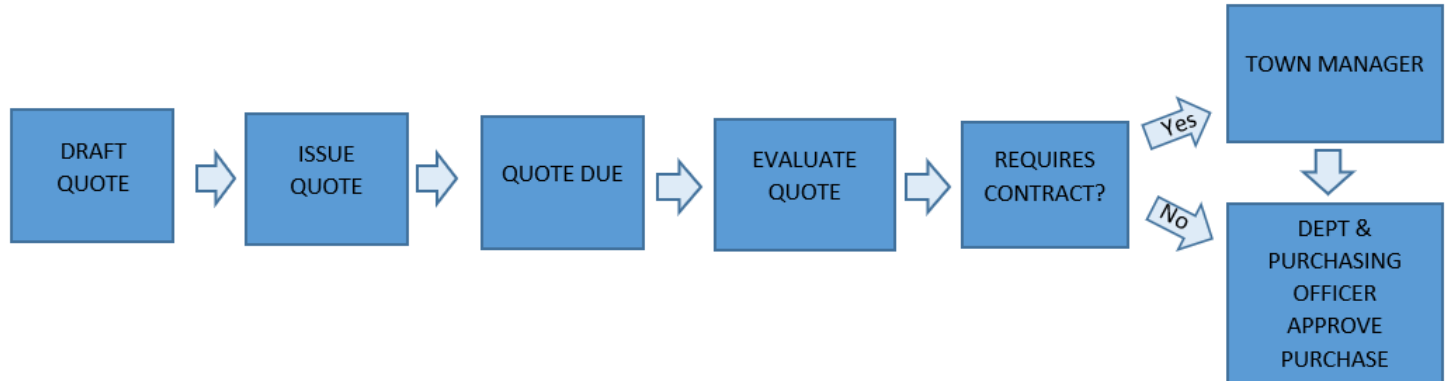 DRAFT
QUOTE
ISSUE
QUOTE
QUOTE DUE
EVALUATE
QUOTE
REQUIRES
CONTRACT?
Yes
TOWN MANAGER
No
DEPT &
PURCHASING
OFFICER
APPROVE
PURCHASE